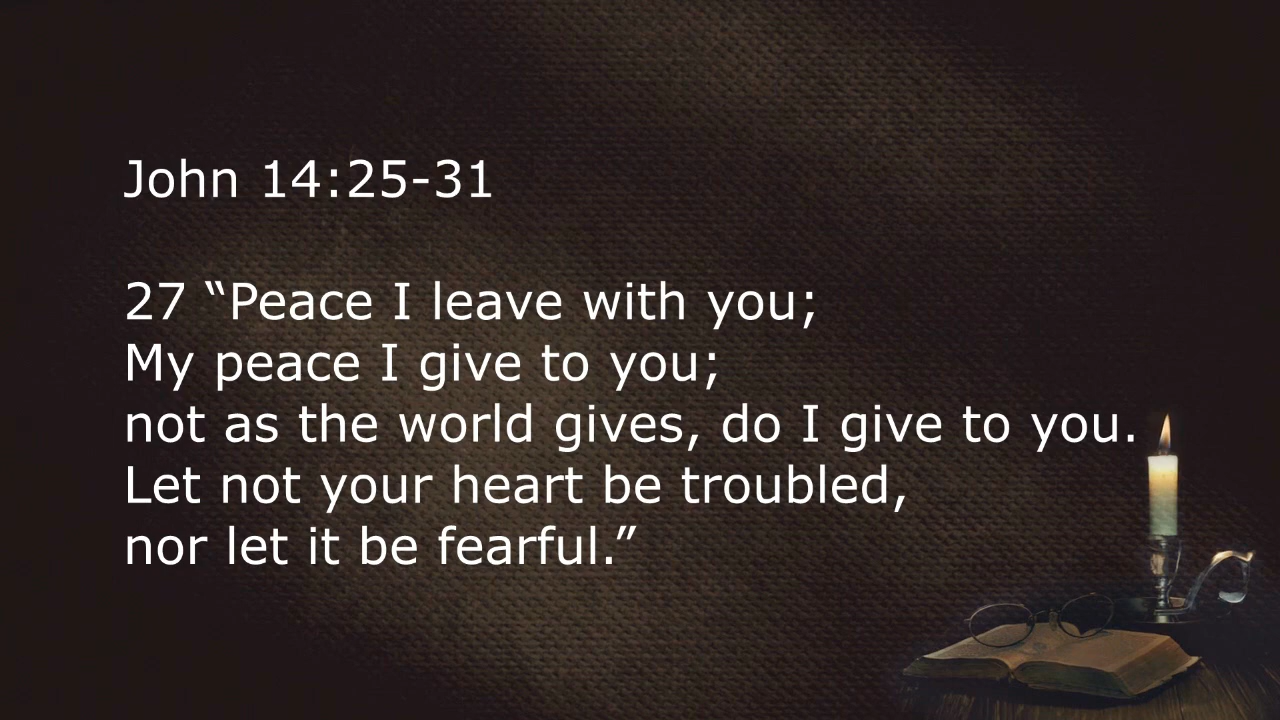 John 14:25-31
27 “Peace I leave with you;
My peace I give to you;
not as the world gives, do I give to you.
Let not your heart be troubled,
nor let it be fearful.”